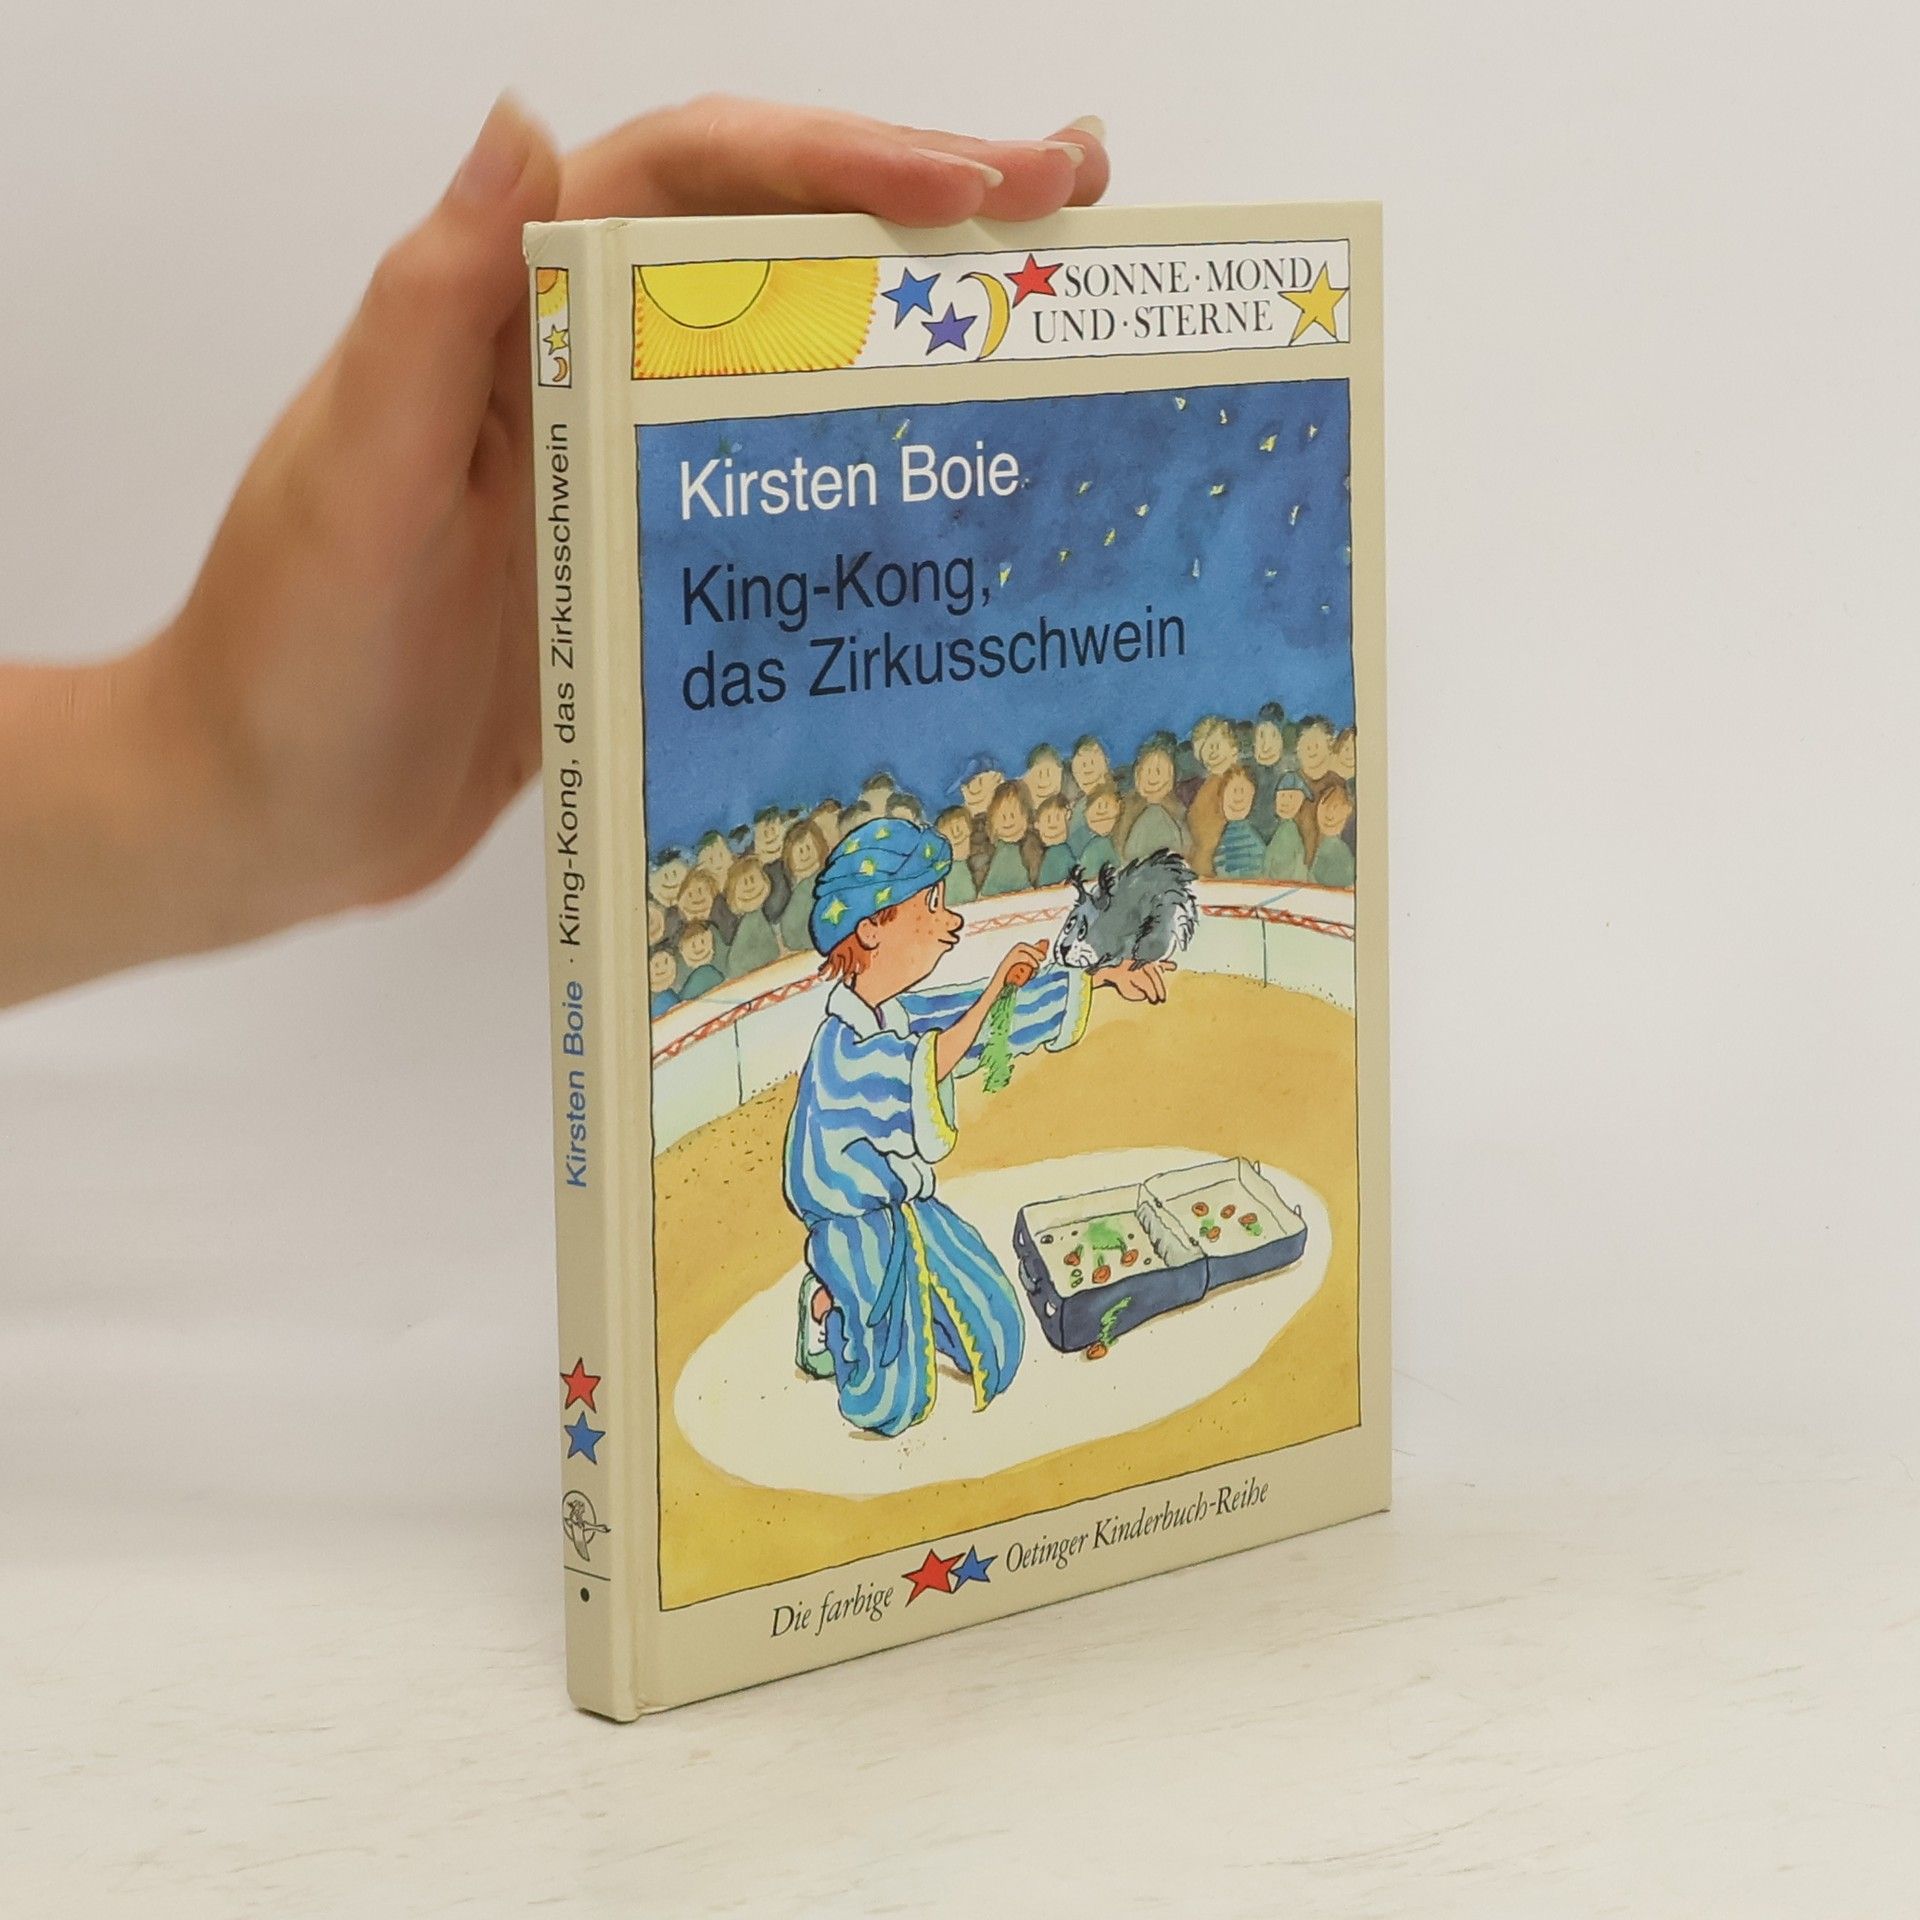 SONNE·MOND
UND·STERNE
Kirsten Boie
King-Kong,
das Zirkusschwein
Die farbige Oetinger Kinderbuch-Reihe
Kirsten Boie · King-Kong, das Zirkusschwein